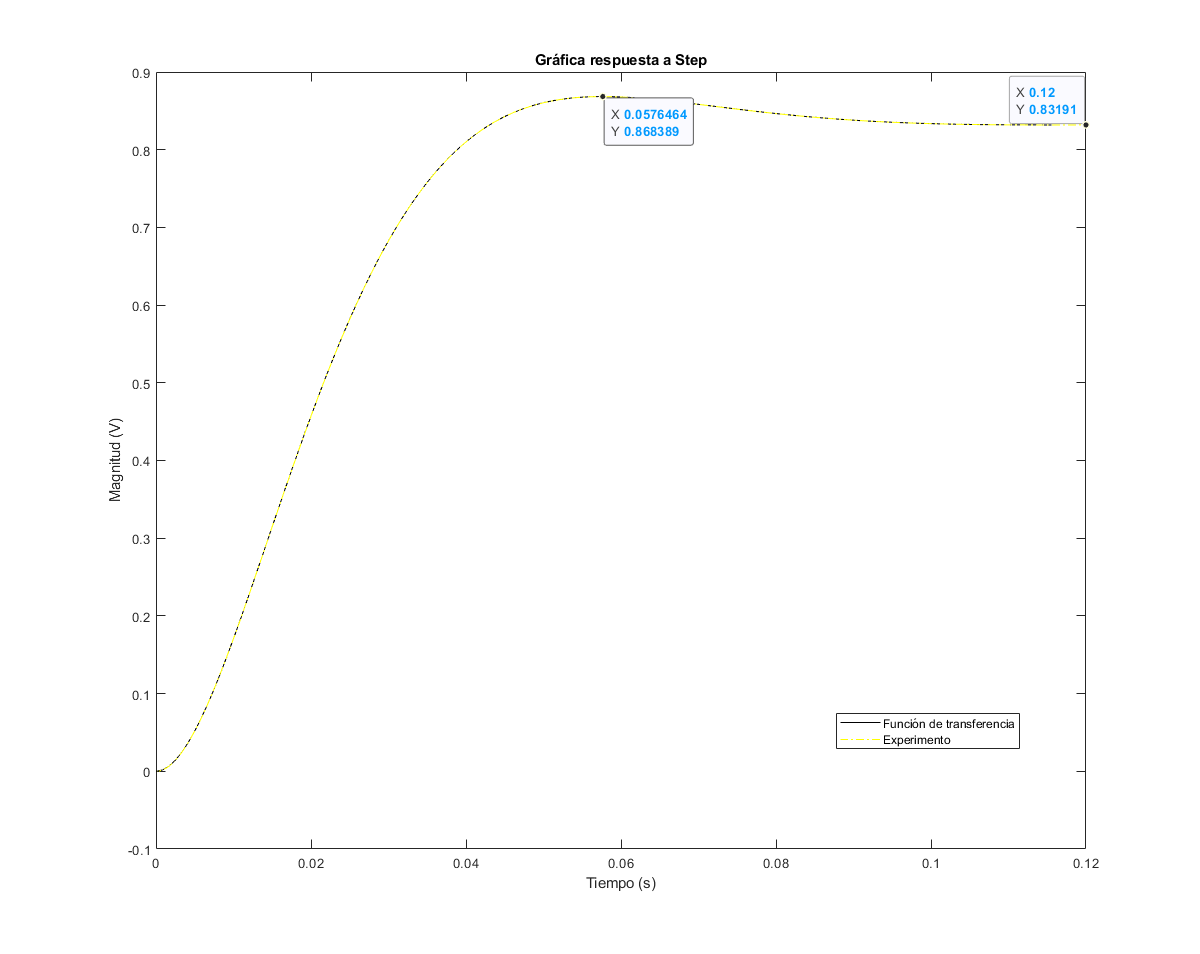 Gráfica respuesta a Step
0.9
0.8
0.7
0.6
0.5
0.4
0.3
0.2
0.1
0
-0.1
Magnitud (V)
X 0.0576464
Y 0.868389
X 0.12
Y 0.83191
Función de transferencia
Experimento
0 0.02 0.04 0.06 0.08 0.1 0.12
Tiempo (s)